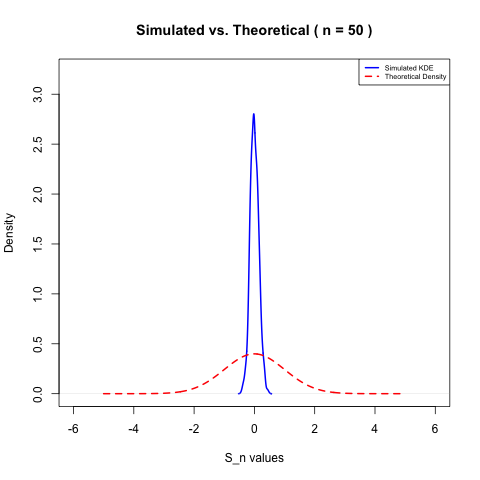 Simulated vs. Theoretical ( n = 50 )
Simulated KDE
Theoretical Density
Density
3.0
2.5
2.0
1.5
1.0
0.5
0.0
-6 -4 -2 0 2 4 6
S_n values